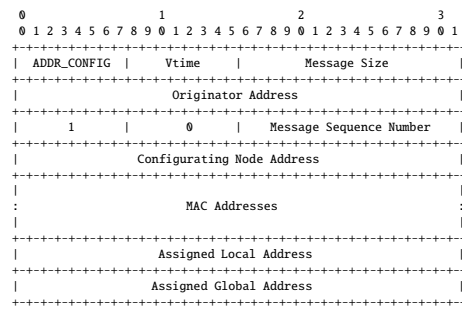 0                   1                   2                   3
0 1 2 3 4 5 6 7 8 9 0 1 2 3 4 5 6 7 8 9 0 1 2 3 4 5 6 7 8 9 0 1
+-+-+-+-+-+-+-+-+-+-+-+-+-+-+-+-+-+-+-+-+-+-+-+-+-+-+-+-+-+-+-+-
|  ADDR_CONFIG  |     Vtime     |         Message Size          |
+-+-+-+-+-+-+-+-+-+-+-+-+-+-+-+-+-+-+-+-+-+-+-+-+-+-+-+-+-+-+-+-
|                      Originator Address                       |
+-+-+-+-+-+-+-+-+-+-+-+-+-+-+-+-+-+-+-+-+-+-+-+-+-+-+-+-+-+-+-+-
|       1       |       0       |    Message Sequence Number    |
+-+-+-+-+-+-+-+-+-+-+-+-+-+-+-+-+-+-+-+-+-+-+-+-+-+-+-+-+-+-+-+-
|                 Configurating Node Address                    |
+-+-+-+-+-+-+-+-+-+-+-+-+-+-+-+-+-+-+-+-+-+-+-+-+-+-+-+-+-+-+-+-
|                                                               |
:                        MAC Addresses                          :
|                                                               |
+-+-+-+-+-+-+-+-+-+-+-+-+-+-+-+-+-+-+-+-+-+-+-+-+-+-+-+-+-+-+-+-+-
|                    Assigned Local Address                     |
+-+-+-+-+-+-+-+-+-+-+-+-+-+-+-+-+-+-+-+-+-+-+-+-+-+-+-+-+-+-+-+-
|                   Assigned Global Address                     |
+-+-+-+-+-+-+-+-+-+-+-+-+-+-+-+-+-+-+-+-+-+-+-+-+-+-+-+-+-+-+-+-